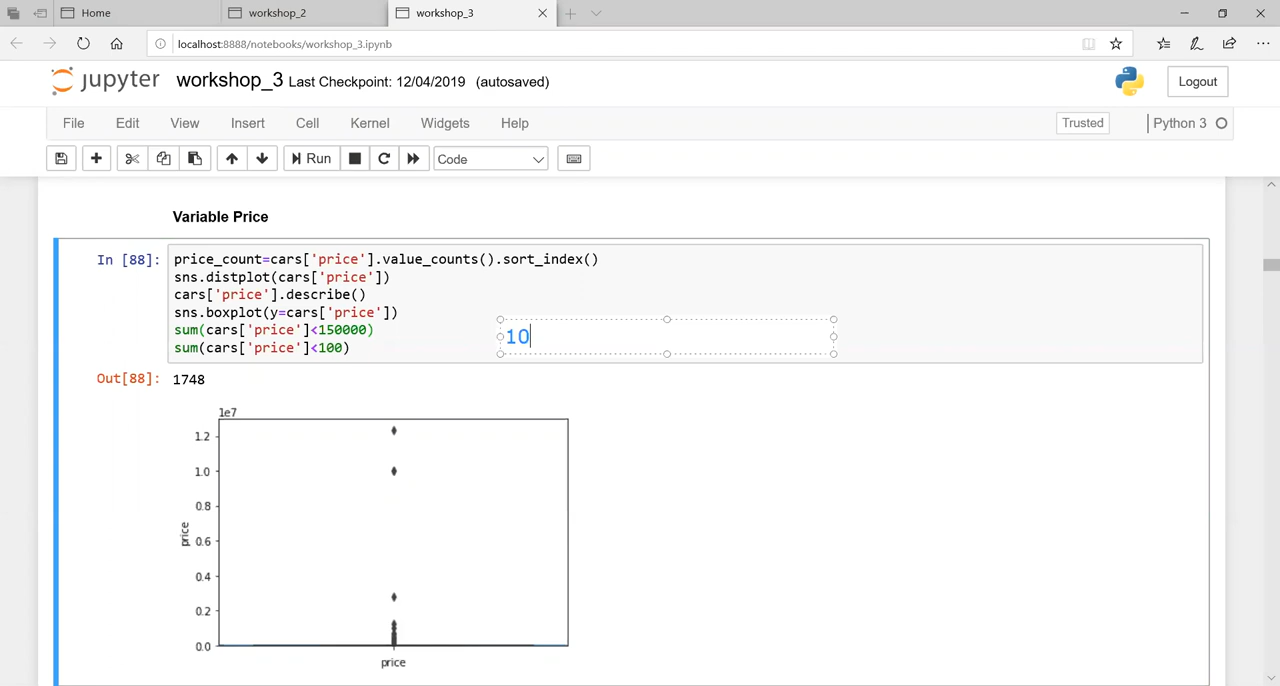 Home
workshop_2
workshop_3
localhost:8888/notebooks/workshop_3.ipynb
jupyter workshop_3 Last Checkpoint: 12/04/2019 (autosaved)
Logout
File Edit View Insert Cell Kernel Widgets Help
Trusted
Python 3
Run
Code
Variable Price
In [88]:
price_count=cars['price'].value_counts().sort_index()
sns.distplot(cars['price'])
cars['price'].describe()
sns.boxplot(y=cars['price'])
sum(cars['price']<150000)
sum(cars['price']<100)
10
Out[88]: 1748
1e7
1.2
1.0
0.8
0.6
0.4
0.2
0.0
price
price